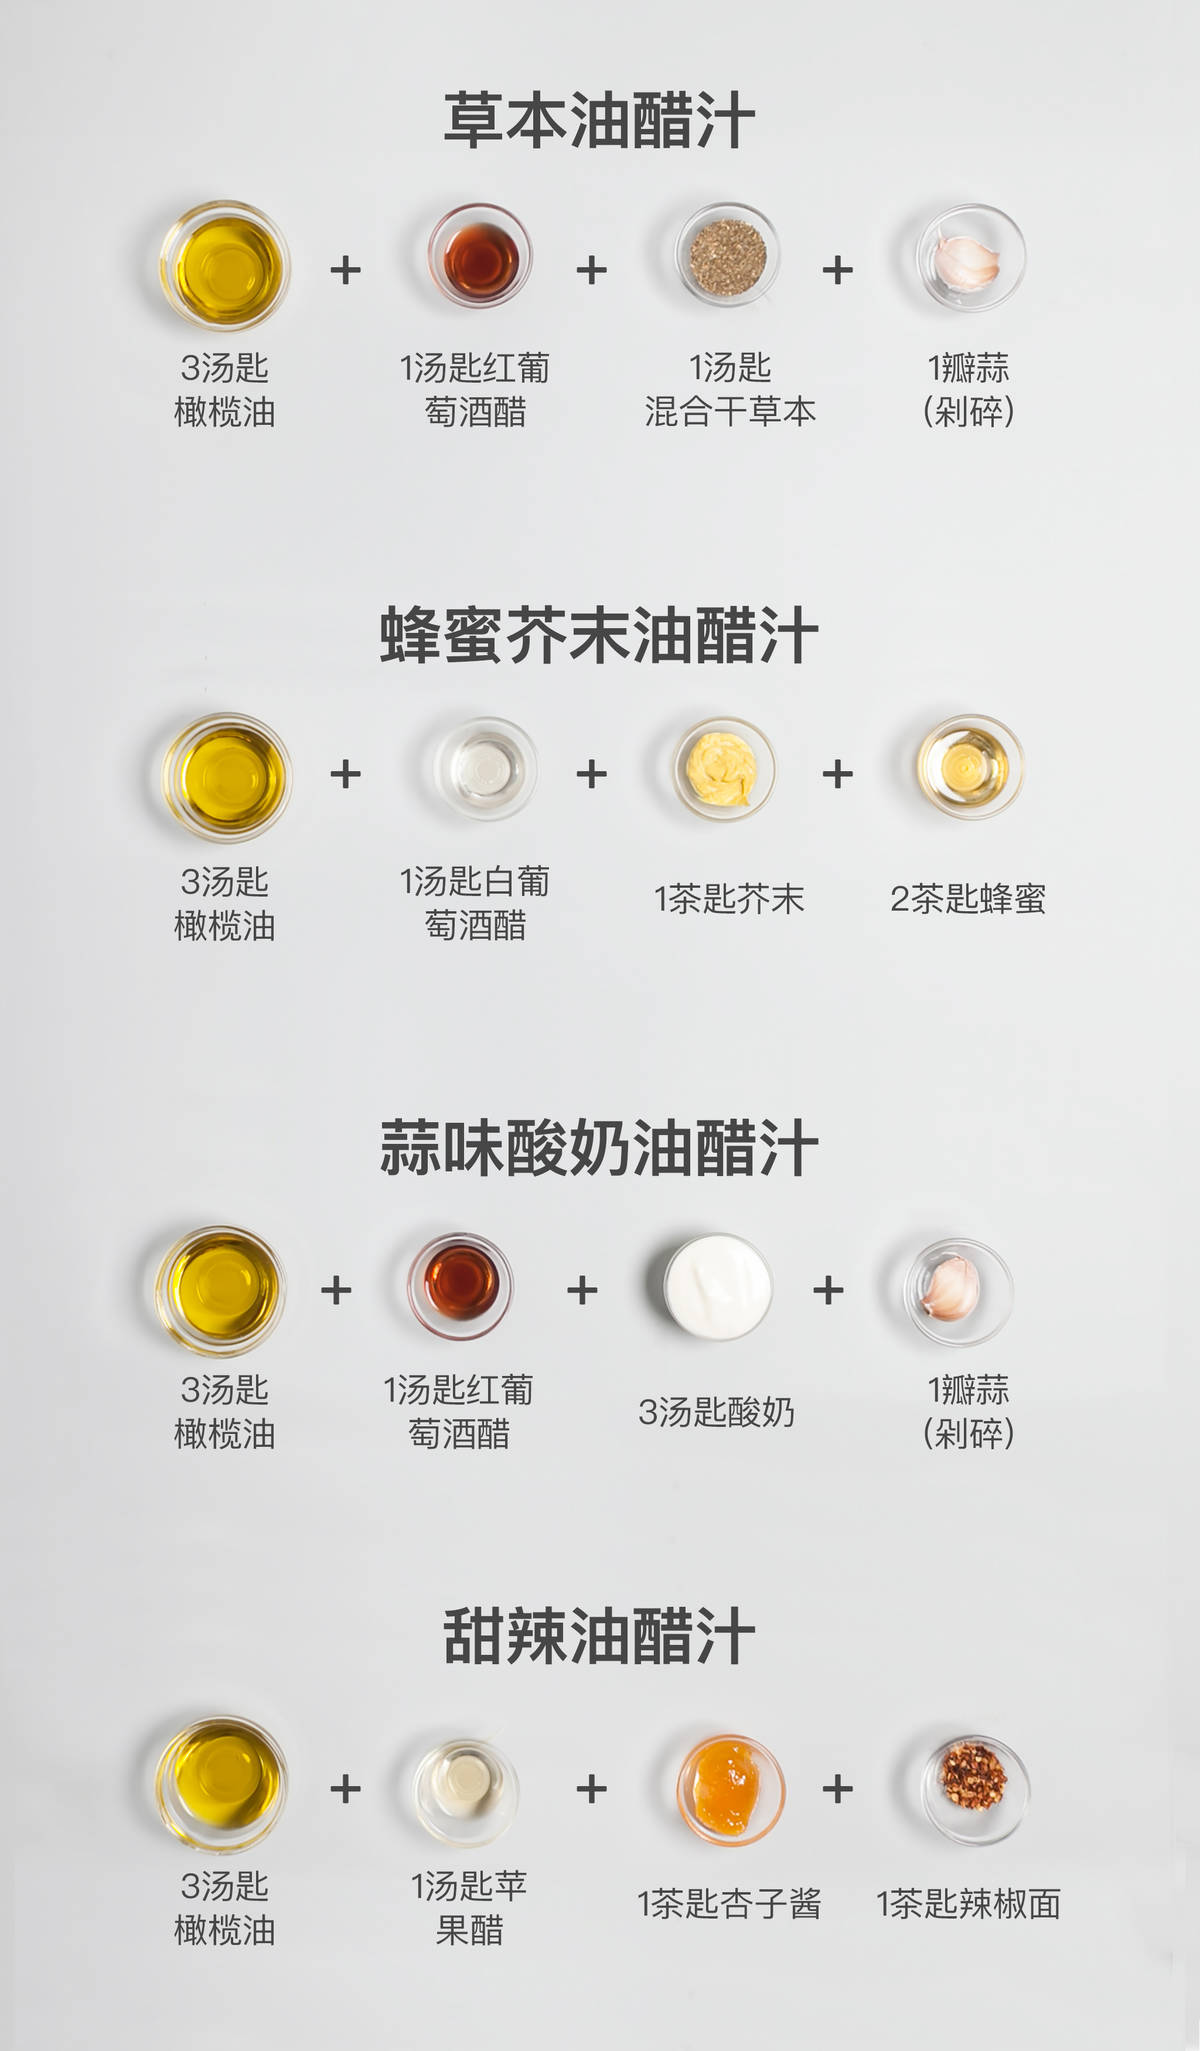 草本油醋汁
+ + +
3汤匙
橄榄油
1汤匙红葡
萄酒醋
1汤匙
混合干草本
1瓣蒜
(剁碎)
蜂蜜芥末油醋汁
+ + +
3汤匙
橄榄油
1汤匙白葡
萄酒醋
1茶匙芥末
2茶匙蜂蜜
蒜味酸奶油醋汁
+ + +
3汤匙
橄榄油
1汤匙红葡
萄酒醋
3汤匙酸奶
1瓣蒜
(剁碎)
甜辣油醋汁
+ + +
3汤匙
橄榄油
1汤匙苹
果醋
1茶匙杏子酱
1茶匙辣椒面